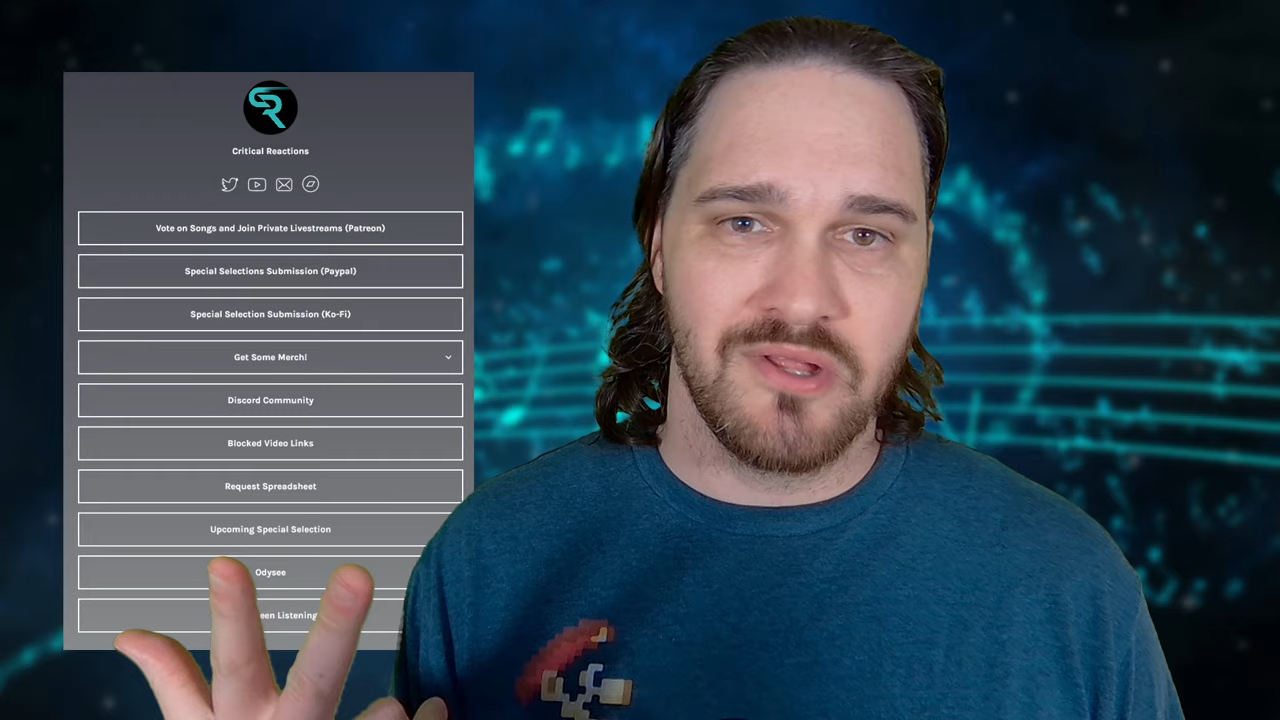 CR
Critical Reactions
Vote on Songs and Join Private Livestreams (Patreon)
Special Selections Submission (Paypal)
Special Selection Submission (Ko-Fi)
Get Some Merch!
Discord Community
Blocked Video Links
Request Spreadsheet
Upcoming Special Selection
Odysee
Listening